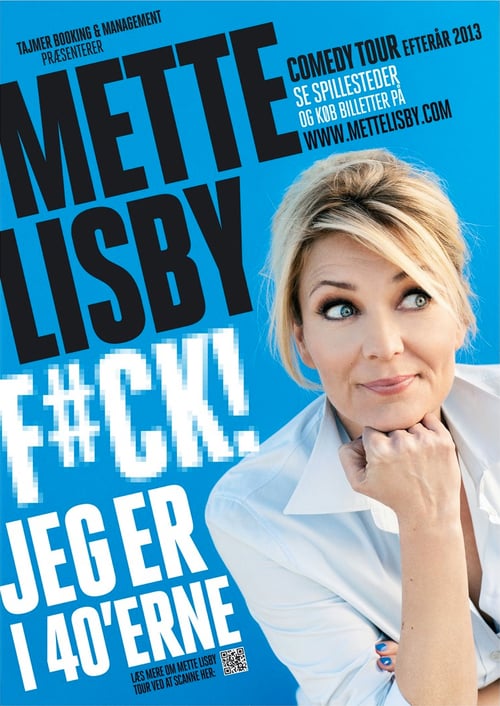 TAJMER BOOKING & MANAGEMENT
PRÆSENTERER
METTE
LISBY
COMEDY TOUR EFTERÅR 2013
SE SPILLESTEDER
OG KØB BILLETTER PÅ
WWW.METTELISBY.COM
F#CK!
JEG ER
I 40'ERNE
LÆS MERE OM METTE LISBY
TOUR VED AT SCANNE HER: